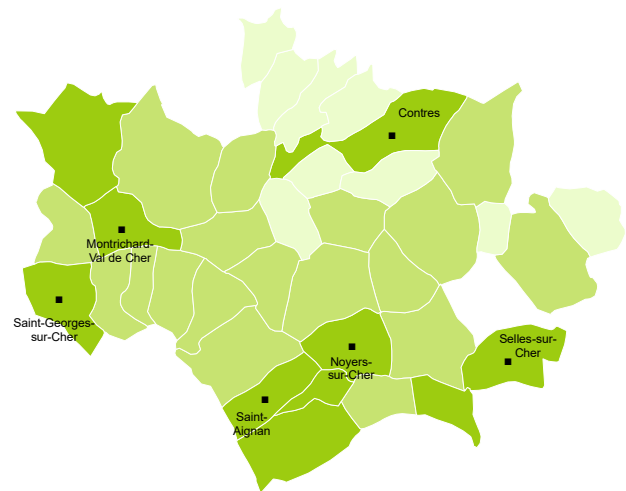 Contres
Montrichard-
Val de Cher
Saint-Georges-
sur-Cher
Selles-sur-
Cher
Noyers-
sur-Cher
Saint-
Aignan